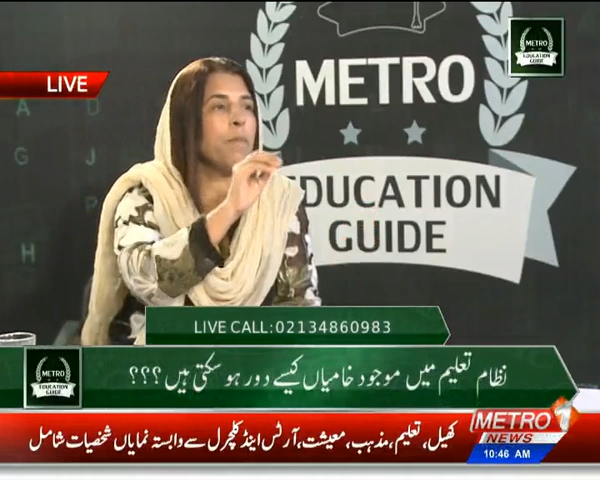 METRO
EDUCATION
GUIDE
LIVE
A
D
METRO
G
J
P
EDUCATION
H
GUIDE
LIVE CALL:02134860983
METRO
EDUCATION
GUIDE
نظام تعلیم میں موجود خامیاں کیسے دور ہو سکتی ہیں ؟؟؟
کھیل، تعلیم، مذہب، معیشت، آرٹس اینڈ کلچرل سے وابستہ نمایاں شخصیات شامل
METRO 1
NEWS
10:46 AM